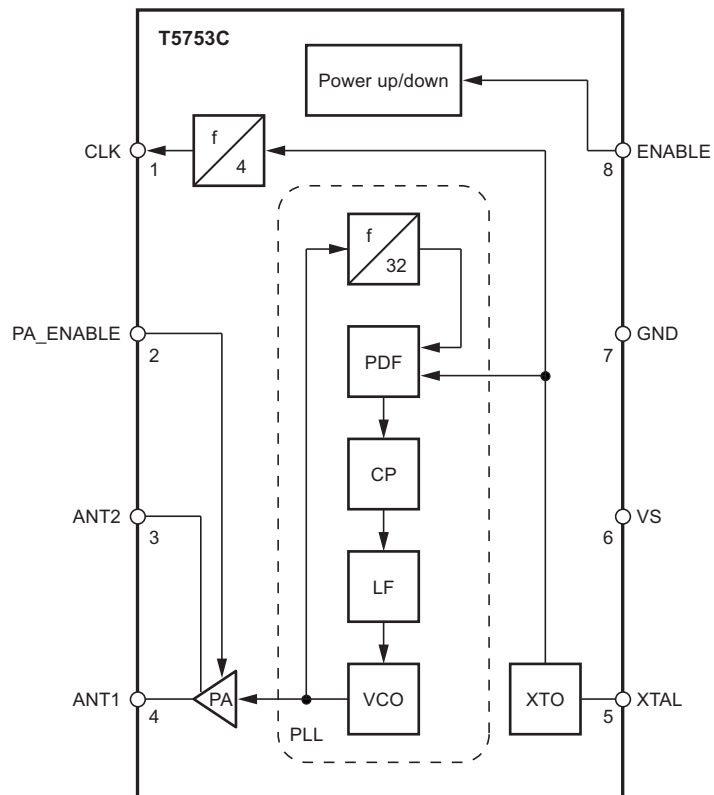 T5753C
Power up/down
CLK
1
f
4
ENABLE
8
f
32
PA_ENABLE
2
PDF
GND
7
CP
ANT2
3
VS
6
LF
ANT1
4
PA
VCO
XTO
XTAL
5
PLL